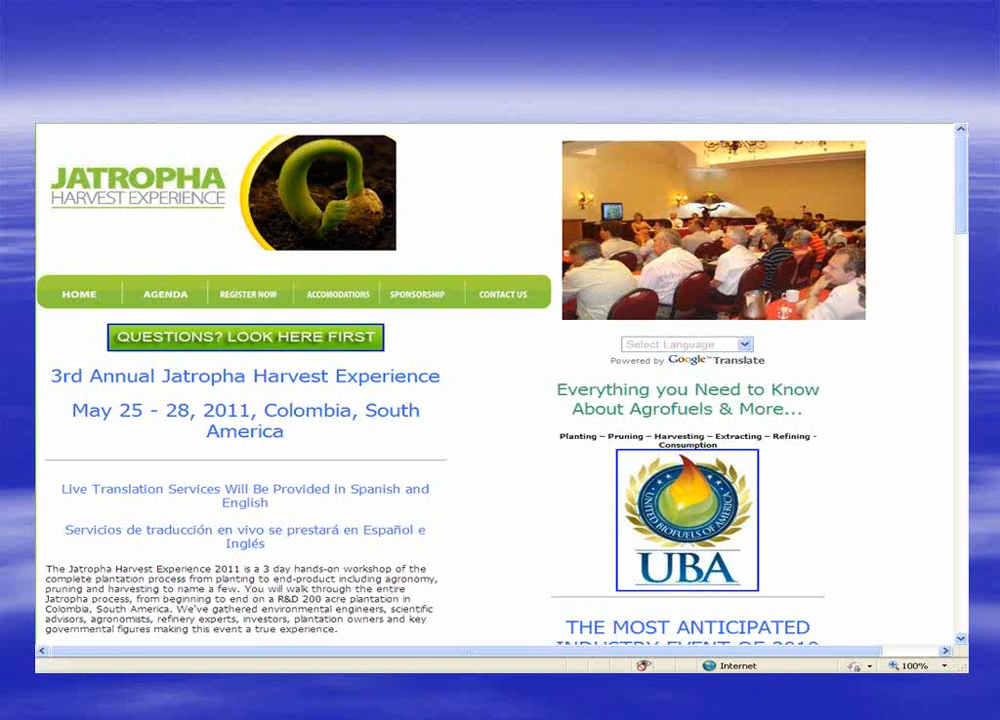 JATROPHA
HARVEST EXPERIENCE
HOME
AGENDA
REGISTER NOW
ACCOMODATIONS
SPONSORSHIP
CONTACT US
QUESTIONS? LOOK HERE FIRST
3rd Annual Jatropha Harvest Experience
May 25 - 28, 2011, Colombia, South
America
Live Translation Services Will Be Provided in Spanish and
English
Servicios de traducción en vivo se prestará en Español e
Inglés
The Jatropha Harvest Experience 2011 is a 3 day hands-on workshop of the
complete plantation process from planting to end-product including agronomy,
pruning and harvesting to name a few. You will walk through the entire
Jatropha process, from beginning to end on a R&D 200 acre plantation in
Colombia, South America. We've gathered environmental engineers, scientific
advisors, agronomists, refinery experts, investors, plantation owners and key
governmental figures making this event a true experience.
Select Language
Powered by Google™ Translate
Everything you Need to Know
About Agrofuels & More...
Planting – Pruning – Harvesting – Extracting – Refining -
Consumption
UNITED BIOFUELS OF AMERICA
UBA
THE MOST ANTICIPATED
INDUSTRY EVENT OF 2010
Internet
100%